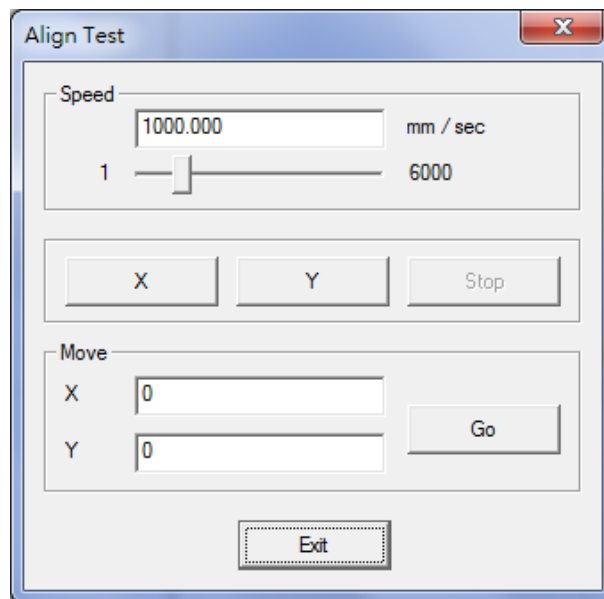 Align Test
Speed
1000.000 mm / sec
1 6000
X Y Stop
Move
X 0
Go
Y 0
Exit